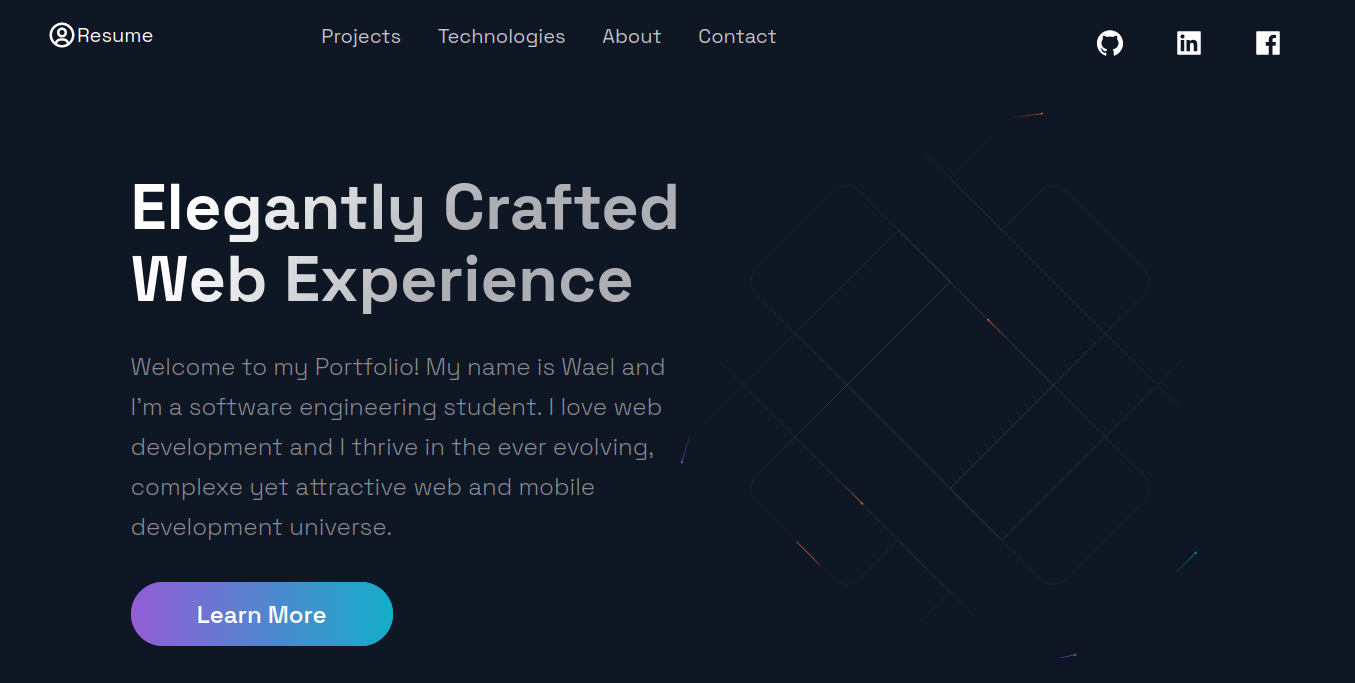 Resume
Projects Technologies About Contact
Elegantly Crafted
Web Experience
Welcome to my Portfolio! My name is Wael and
I'm a software engineering student. I love web
development and I thrive in the ever evolving,
complexe yet attractive web and mobile
development universe.
Learn More